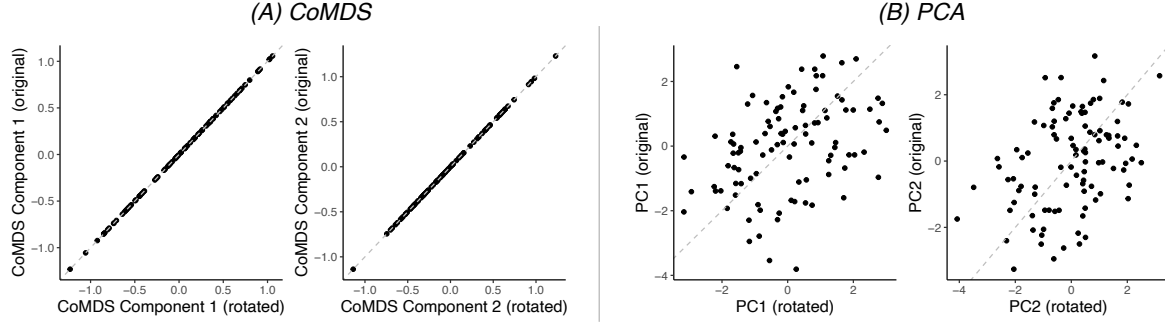 (A) CoMDS
(B) PCA
CoMDS Component 1 (original)
1.0
0.5
0.0
−0.5
−1.0
−1.0 −0.5 0.0 0.5 1.0
CoMDS Component 1 (rotated)
CoMDS Component 2 (original)
1.0
0.5
0.0
−0.5
−1.0
−1.0 −0.5 0.0 0.5 1.0
CoMDS Component 2 (rotated)
PC1 (original)
2
0
−2
−4
−2 0 2
PC1 (rotated)
PC2 (original)
2
0
−2
−4 −2 0 2
PC2 (rotated)